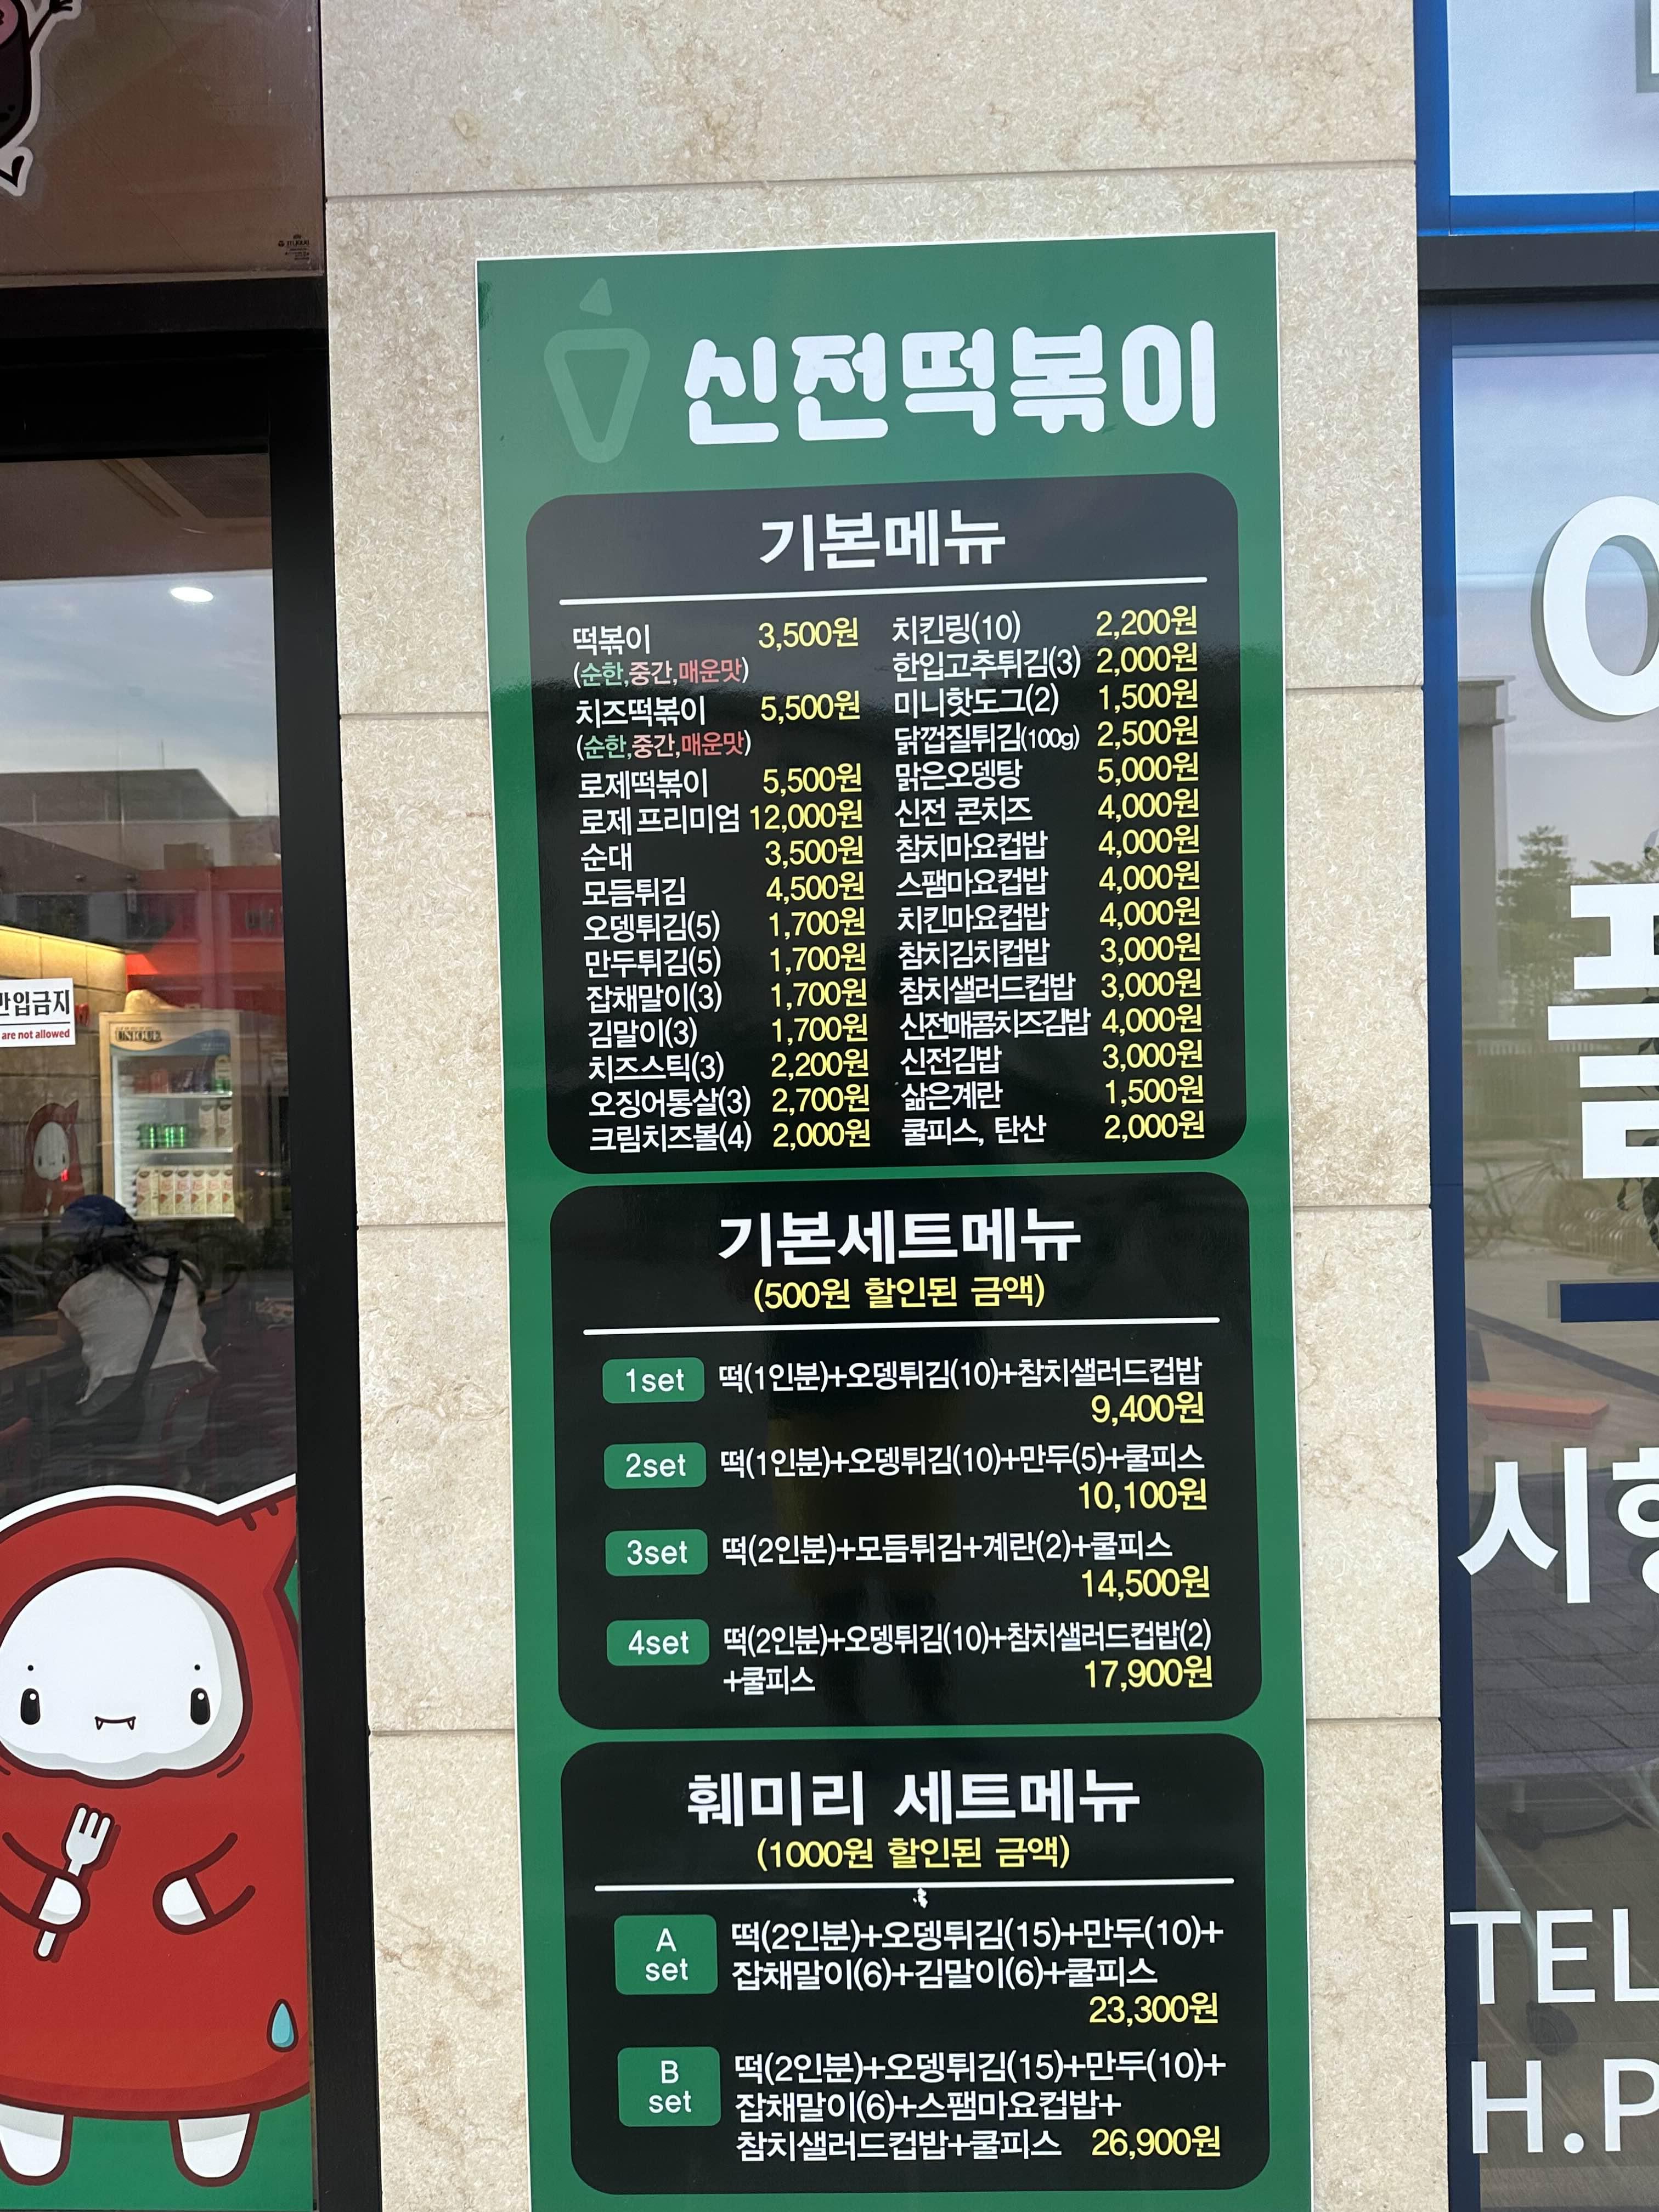 신전떡볶이
기본메뉴
떡볶이 3,500원
(순한,중간,매운맛)
치즈떡볶이 5,500원
(순한,중간,매운맛)
로제떡볶이 5,500원
로제 프리미엄 12,000원
순대 3,500원
모듬튀김 4,500원
오뎅튀김(5) 1,700원
만두튀김(5) 1,700원
잡채말이(3) 1,700원
김말이(3) 1,700원
치즈스틱(3) 2,200원
오징어통살(3) 2,700원
크림치즈볼(4) 2,000원
치킨링(10) 2,200원
한입고추튀김(3) 2,000원
미니핫도그(2) 1,500원
닭껍질튀김(100g) 2,500원
맑은오뎅탕 5,000원
신전 콘치즈 4,000원
참치마요컵밥 4,000원
스팸마요컵밥 4,000원
치킨마요컵밥 4,000원
참치김치컵밥 3,000원
참치샐러드컵밥 3,000원
신전매콤치즈김밥 4,000원
신전김밥 3,000원
삶은계란 1,500원
쿨피스, 탄산 2,000원
기본세트메뉴
(500원 할인된 금액)
1set 떡(1인분)+오뎅튀김(10)+참치샐러드컵밥
9,400원
2set 떡(1인분)+오뎅튀김(10)+만두(5)+쿨피스
10,100원
3set 떡(2인분)+모듬튀김+계란(2)+쿨피스
14,500원
4set 떡(2인분)+오뎅튀김(10)+참치샐러드컵밥(2)
+쿨피스 17,900원
훼미리 세트메뉴
(1000원 할인된 금액)
A set 떡(2인분)+오뎅튀김(15)+만두(10)+
잡채말이(6)+김말이(6)+쿨피스
23,300원
B set 떡(2인분)+오뎅튀김(15)+만두(10)+
잡채말이(6)+스팸마요컵밥+
참치샐러드컵밥+쿨피스 26,900원
입금지
are not allowed
UNIQUE
시
TEL
H.P